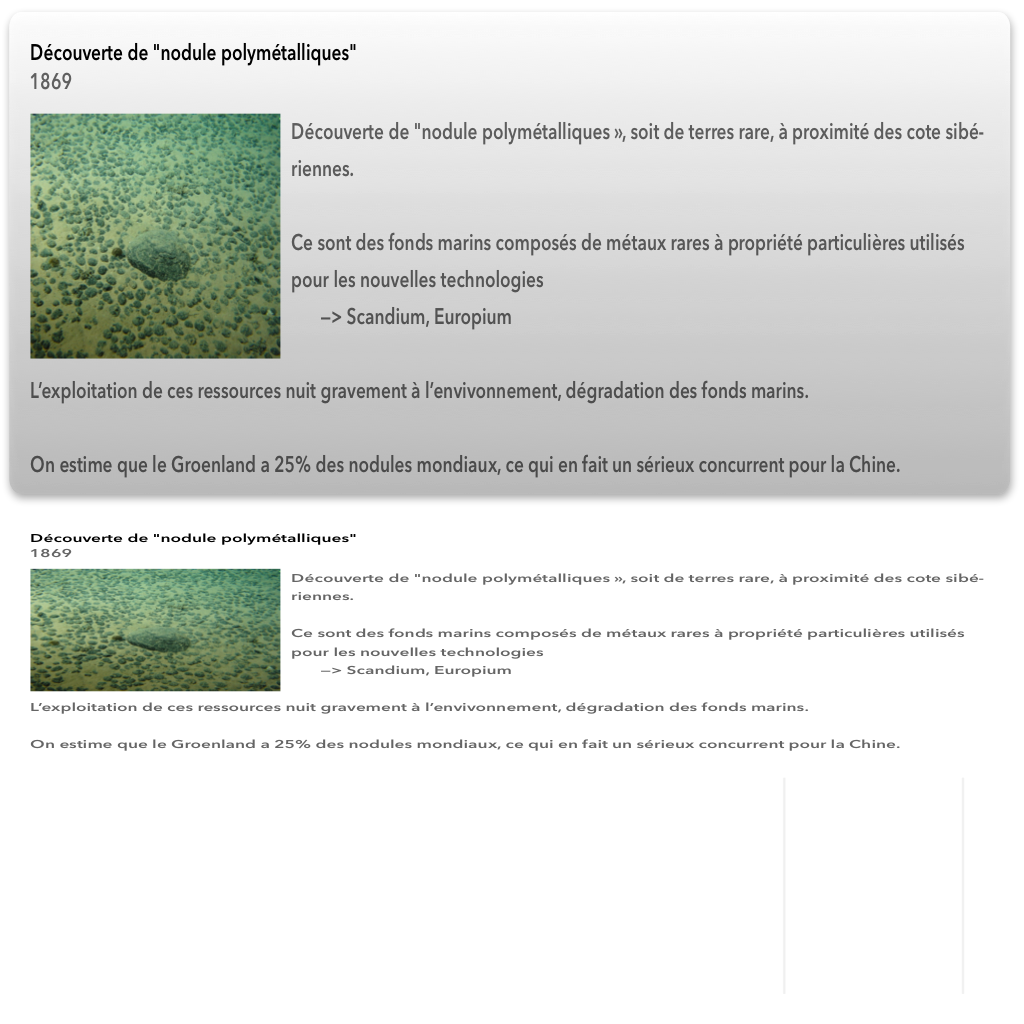 Découverte de "nodule polymétalliques"
1869
Découverte de "nodule polymétalliques », soit de terres rare, à proximité des cote sibé-
riennes.
Ce sont des fonds marins composés de métaux rares à propriété particulières utilisés
pour les nouvelles technologies
—> Scandium, Europium
L’exploitation de ces ressources nuit gravement à l’envivonnement, dégradation des fonds marins.
On estime que le Groenland a 25% des nodules mondiaux, ce qui en fait un sérieux concurrent pour la Chine.
Découverte de "nodule polymétalliques"
1869
Découverte de "nodule polymétalliques », soit de terres rare, à proximité des cote sibé-
riennes.
Ce sont des fonds marins composés de métaux rares à propriété particulières utilisés
pour les nouvelles technologies
—> Scandium, Europium
L’exploitation de ces ressources nuit gravement à l’envivonnement, dégradation des fonds marins.
On estime que le Groenland a 25% des nodules mondiaux, ce qui en fait un sérieux concurrent pour la Chine.